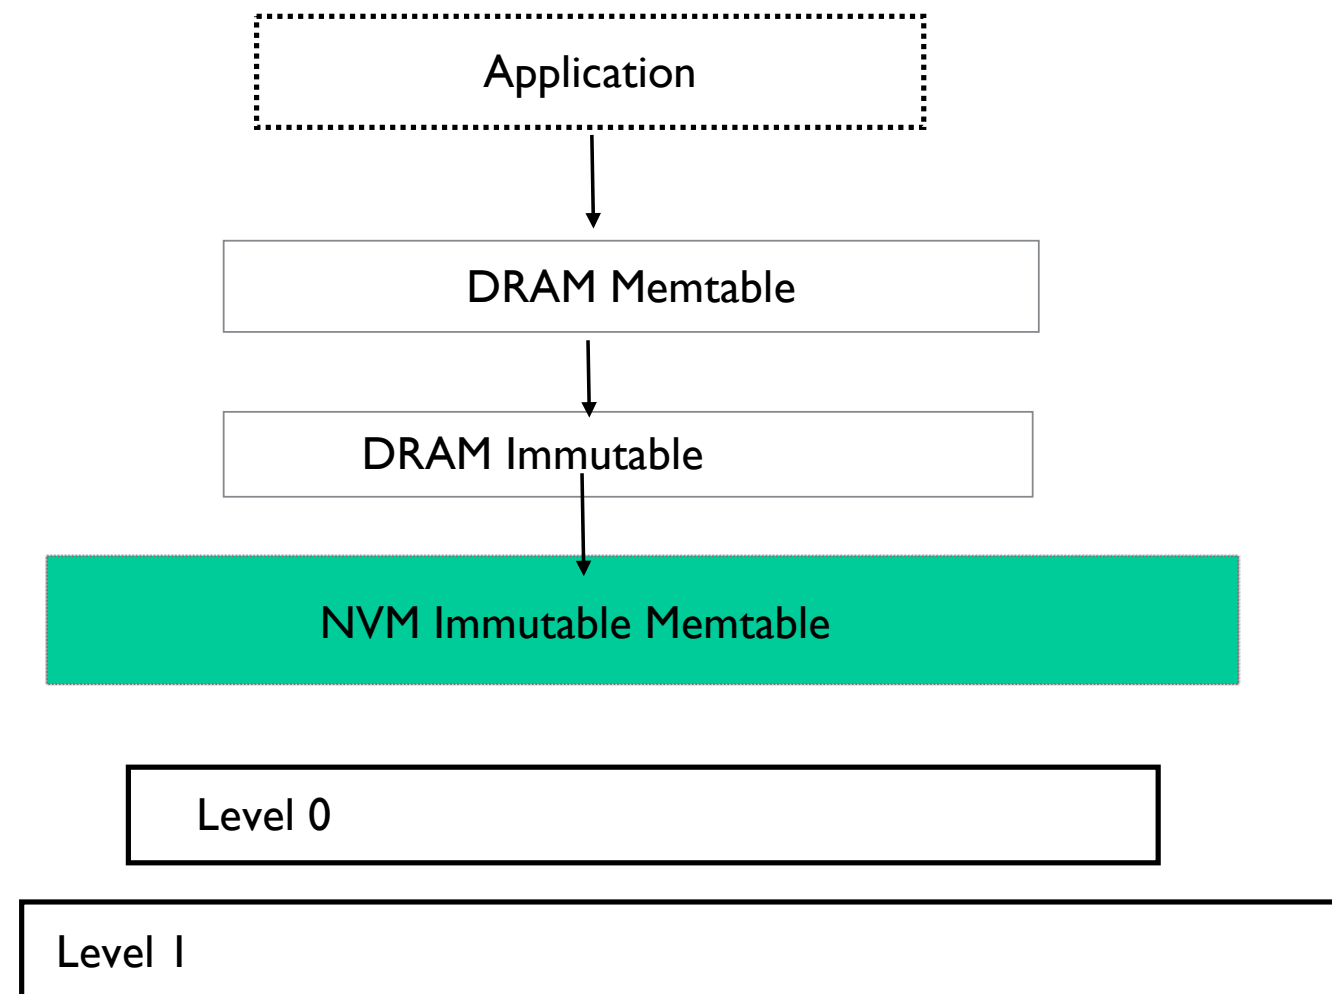 Application
DRAM Memtable
DRAM Immutable
NVM Immutable Memtable
Level 0
Level 1